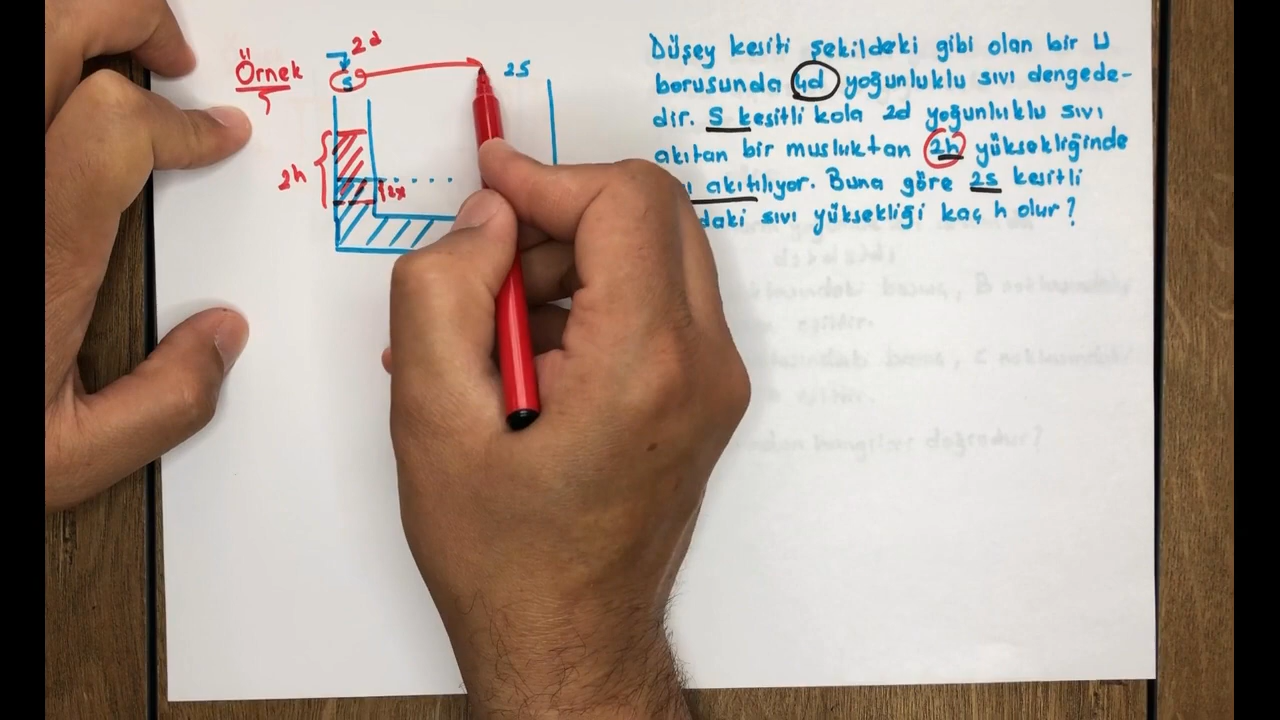 Örnek
2d
S
2S
2h
2x
Düşey kesiti şekildeki gibi olan bir U
borusunda 4d yoğunluklu sıvı dengede-
dir. S kesitli kola 2d yoğunluklu sıvı
akıtan bir musluktan 2h yüksekliğinde
akıtılıyor. Buna göre 2s kesitli
daki sıvı yüksekliği kaç h olur?